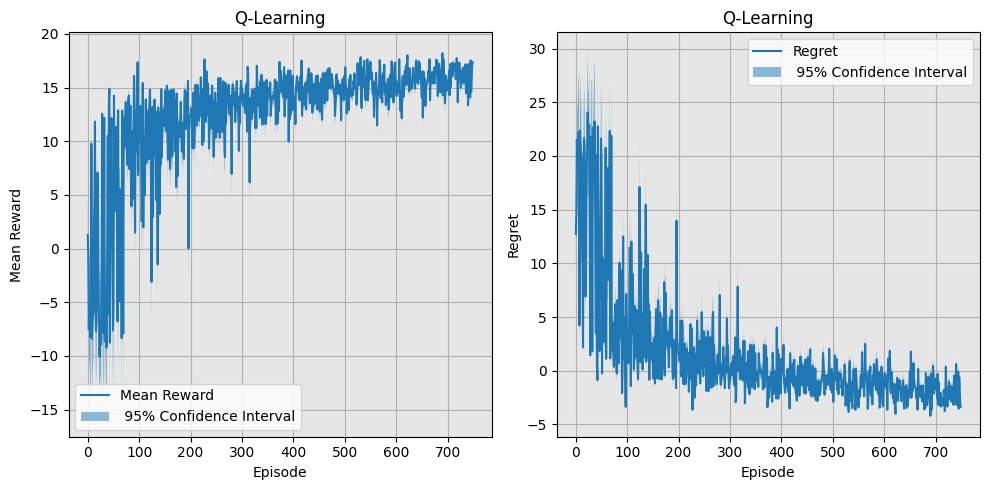 Q-Learning
20
15
10
5
0
−5
−10
−15
Mean Reward
Mean Reward
95% Confidence Interval
0 100 200 300 400 500 600 700
Episode
Q-Learning
30
25
20
15
10
5
0
−5
Regret
Regret
95% Confidence Interval
0 100 200 300 400 500 600 700
Episode